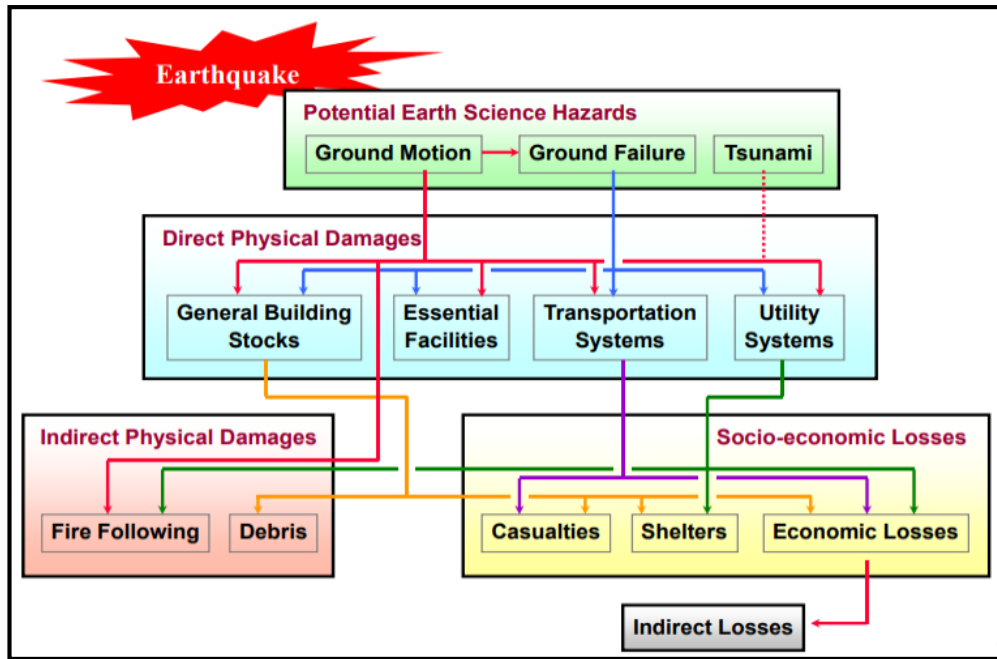 Earthquake
Potential Earth Science Hazards
Ground Motion
Ground Failure
Tsunami
Direct Physical Damages
General Building
Stocks
Essential
Facilities
Transportation
Systems
Utility
Systems
Indirect Physical Damages
Fire Following
Debris
Socio-economic Losses
Casualties
Shelters
Economic Losses
Indirect Losses